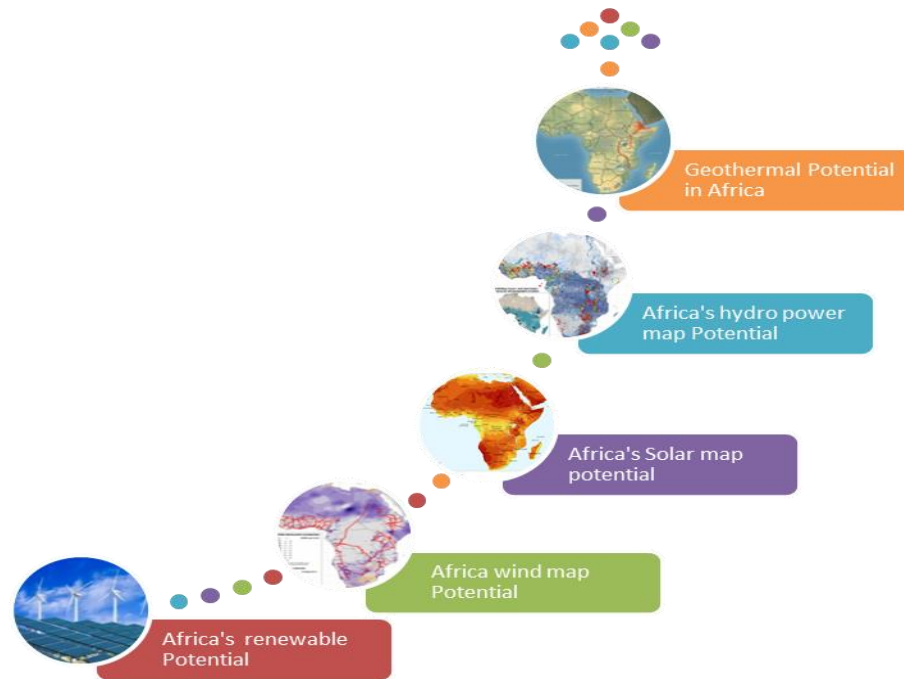 Geothermal Potential
in Africa
Africa's hydro power
map Potential
Africa's Solar map
potential
Africa wind map
Potential
Africa's  renewable
Potential